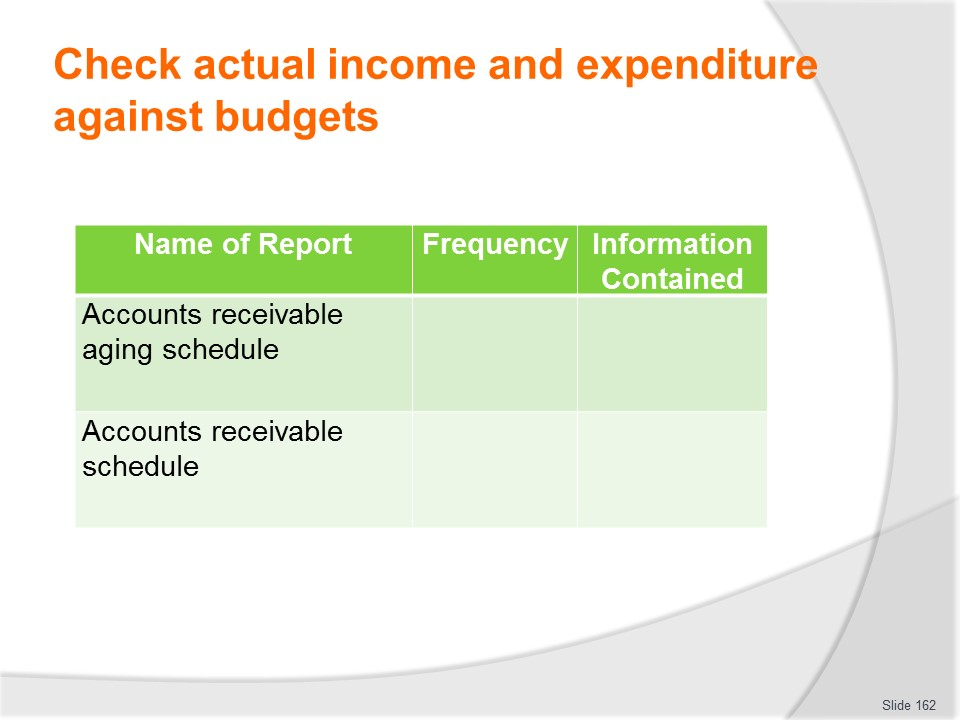 Check actual income and expenditure
against budgets
Name of Report Frequency Information
Contained
Accounts receivable
aging schedule
Accounts receivable
schedule
Slide 162